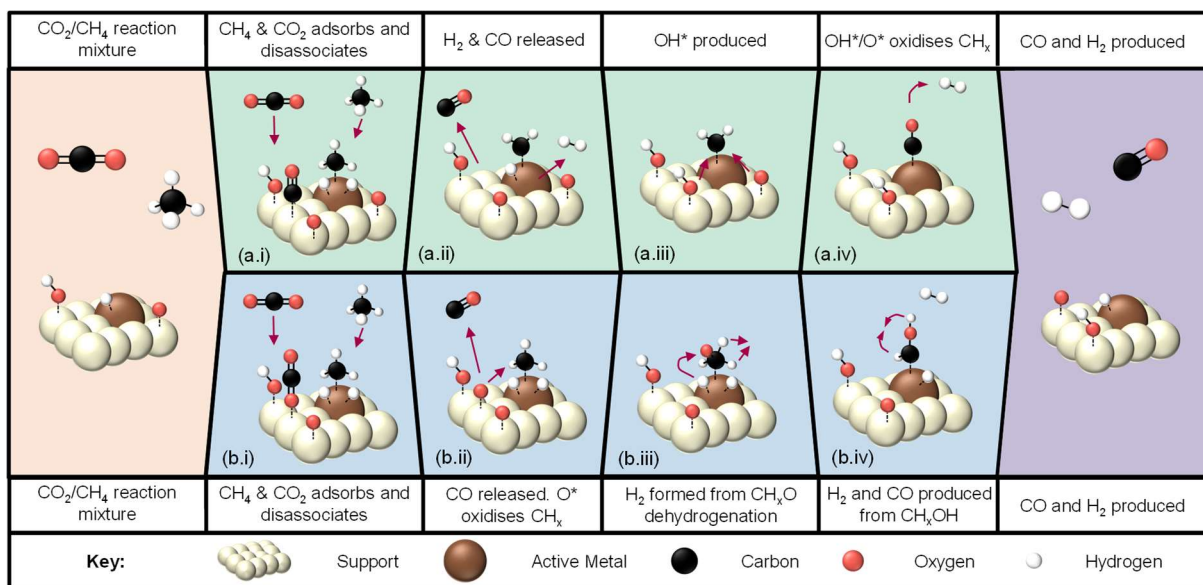 CO₂/CH₄ reaction
mixture
CH₄ & CO₂ adsorbs and
disassociates
H₂ & CO released
OH* produced
OH*/O* oxidises CHₓ
CO and H₂ produced
(a.i)
(a.ii)
(a.iii)
(a.iv)
(b.i)
(b.ii)
(b.iii)
(b.iv)
CO₂/CH₄ reaction
mixture
CH₄ & CO₂ adsorbs and
disassociates
CO released. O*
oxidises CHₓ
H₂ formed from CHₓO
dehydrogenation
H₂ and CO produced
from CHₓOH
CO and H₂ produced
Key:
Support
Active Metal
Carbon
Oxygen
Hydrogen